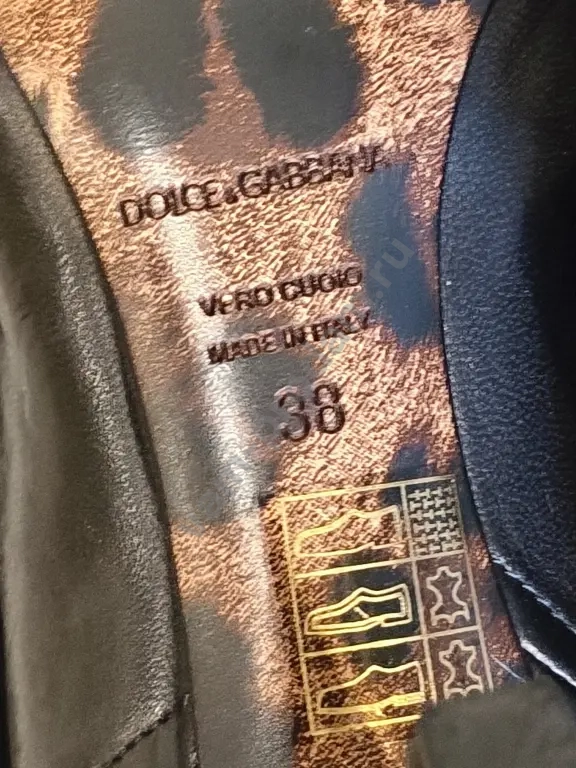 DOLCE & GABBANA
VERO CUOIO
MADE IN ITALY
38